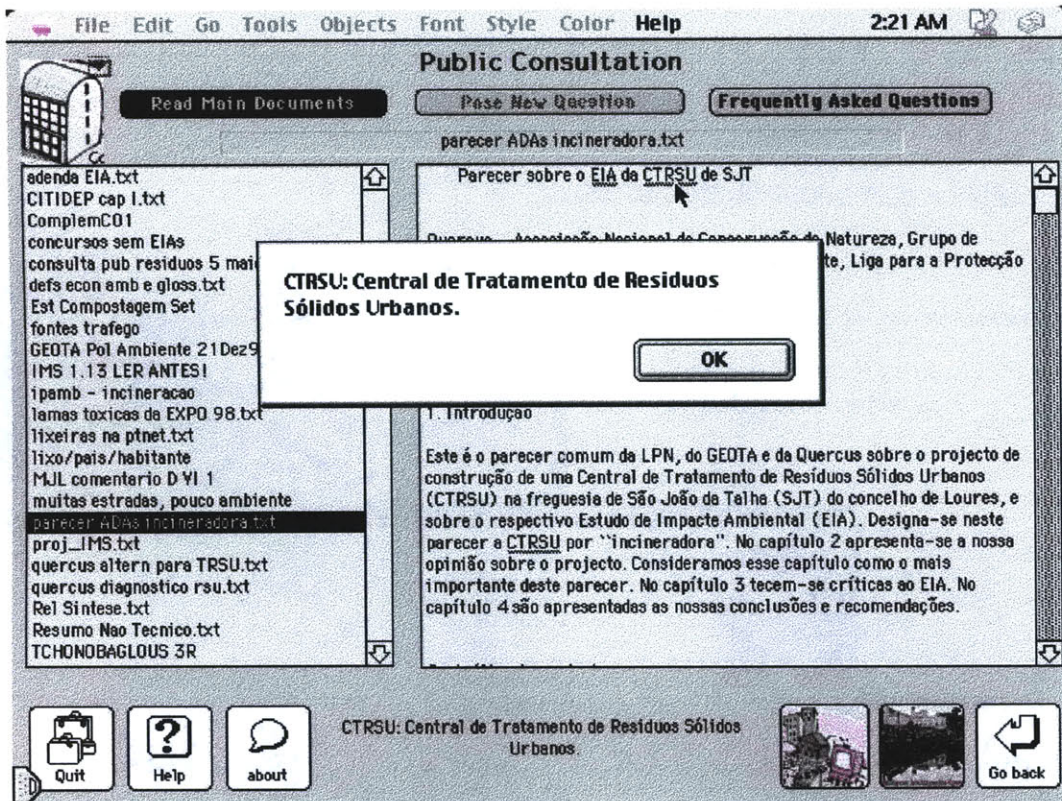 File Edit Go Tools Objects Font Style Color Help 2:21 AM
Public Consultation
Read Main Documents
Pose New Question
Frequently Asked Questions
parecer ADAs incineradora.txt
adenda EIA.txt
CITIDEP cap I.txt
ComplemC01
concursos sem EIAs
consulta pub residuos 5 maio
defs econ amb e gloss.txt
Est Compostagem Set
fontes trafego
GEOTA Pol Ambiente 21Dez9
IMS 1.13 LER ANTES!
ipamb - incineracao
lamas toxicas da EXPO 98.txt
lixeiras na ptnet.txt
lixo/pais/habitante
MJL comentario D VI 1
muitas estradas, pouco ambiente
parecer ADAs incineradora.txt
proj_IMS.txt
quercus altern para TRSU.txt
quercus diagnostico rsu.txt
Rel Sintese.txt
Resumo Nao Tecnico.txt
TCHONOBAGLOUS 3R
Parecer sobre o EIA da CTRSU de SJT
Quercus - Associação Nacional de Conservação da Natureza, Grupo de
te, Liga para a Protecção
CTRSU: Central de Tratamento de Residuos
Sólidos Urbanos.
OK
1. Introdução
Este é o parecer comum da LPN, do GEOTA e da Quercus sobre o projecto de
construção de uma Central de Tratamento de Resíduos Sólidos Urbanos
(CTRSU) na freguesia de São João da Talha (SJT) do concelho de Loures, e
sobre o respectivo Estudo de Impacte Ambiental (EIA). Designa-se neste
parecer a CTRSU por ``incineradora''. No capítulo 2 apresenta-se a nossa
opinião sobre o projecto. Consideramos esse capítulo como o mais
importante deste parecer. No capítulo 3 tecem-se críticas ao EIA. No
capítulo 4 são apresentadas as nossas conclusões e recomendações.
Quit
Help
about
CTRSU: Central de Tratamento de Residuos Sólidos
Urbanos.
Go back